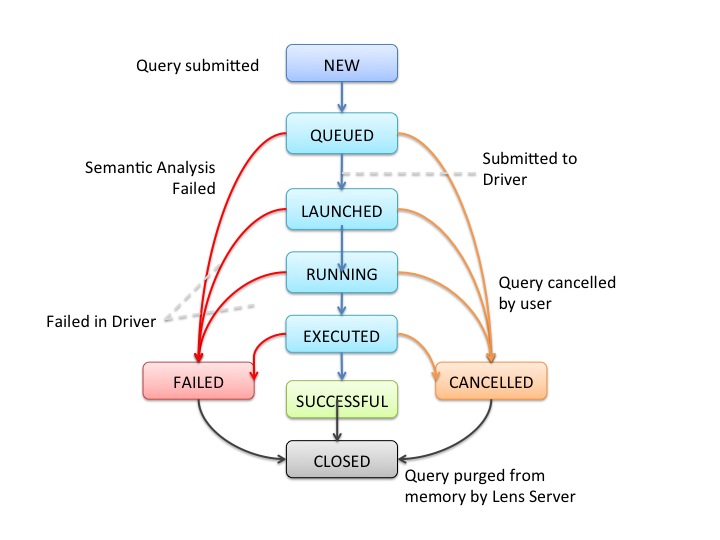 Query submitted
NEW
QUEUED
Semantic Analysis
Failed
Submitted to
Driver
LAUNCHED
RUNNING
Query cancelled
by user
Failed in Driver
EXECUTED
FAILED
CANCELLED
SUCCESSFUL
CLOSED
Query purged from
memory by Lens Server